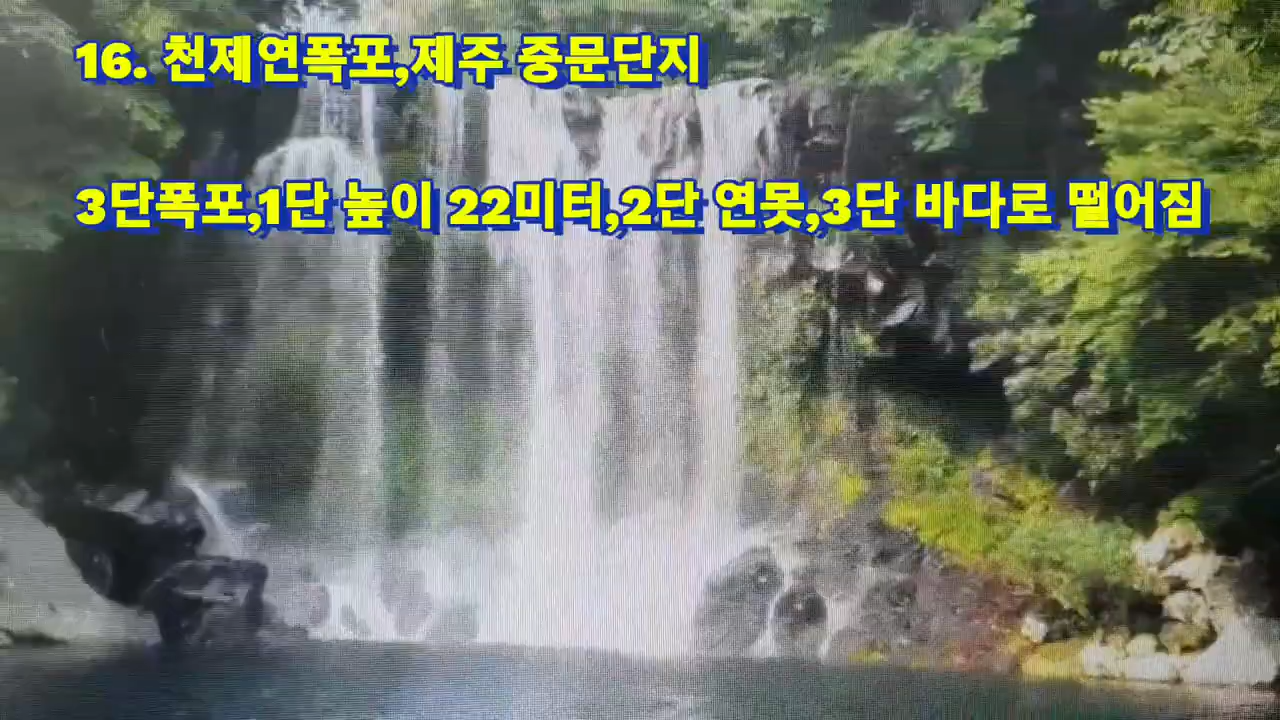 16. 천제연폭포,제주 중문단지
3단폭포,1단 높이 22미터,2단 연못,3단 바다로 떨어짐